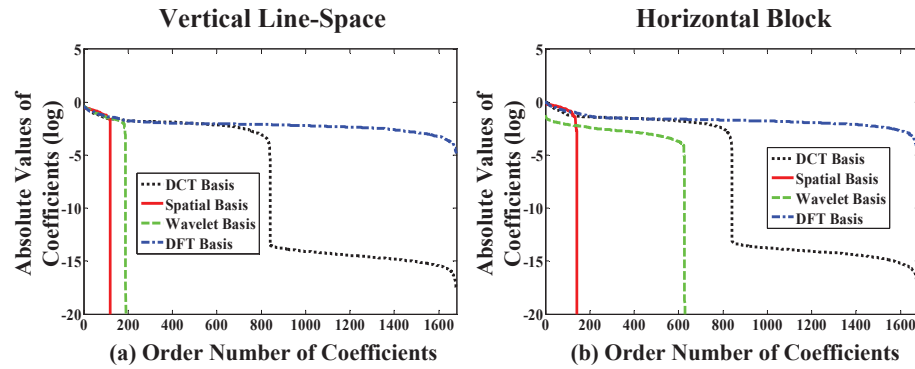 Vertical Line-Space
Horizontal Block
Absolute Values of
Coefficients (log)
5
0
-5
-10
-15
-20
DCT Basis
Spatial Basis
Wavelet Basis
DFT Basis
0 200 400 600 800 1000 1200 1400 1600
(a) Order Number of Coefficients
Absolute Values of
Coefficients (log)
5
0
-5
-10
-15
-20
DCT Basis
Spatial Basis
Wavelet Basis
DFT Basis
0 200 400 600 800 1000 1200 1400 1600
(b) Order Number of Coefficients